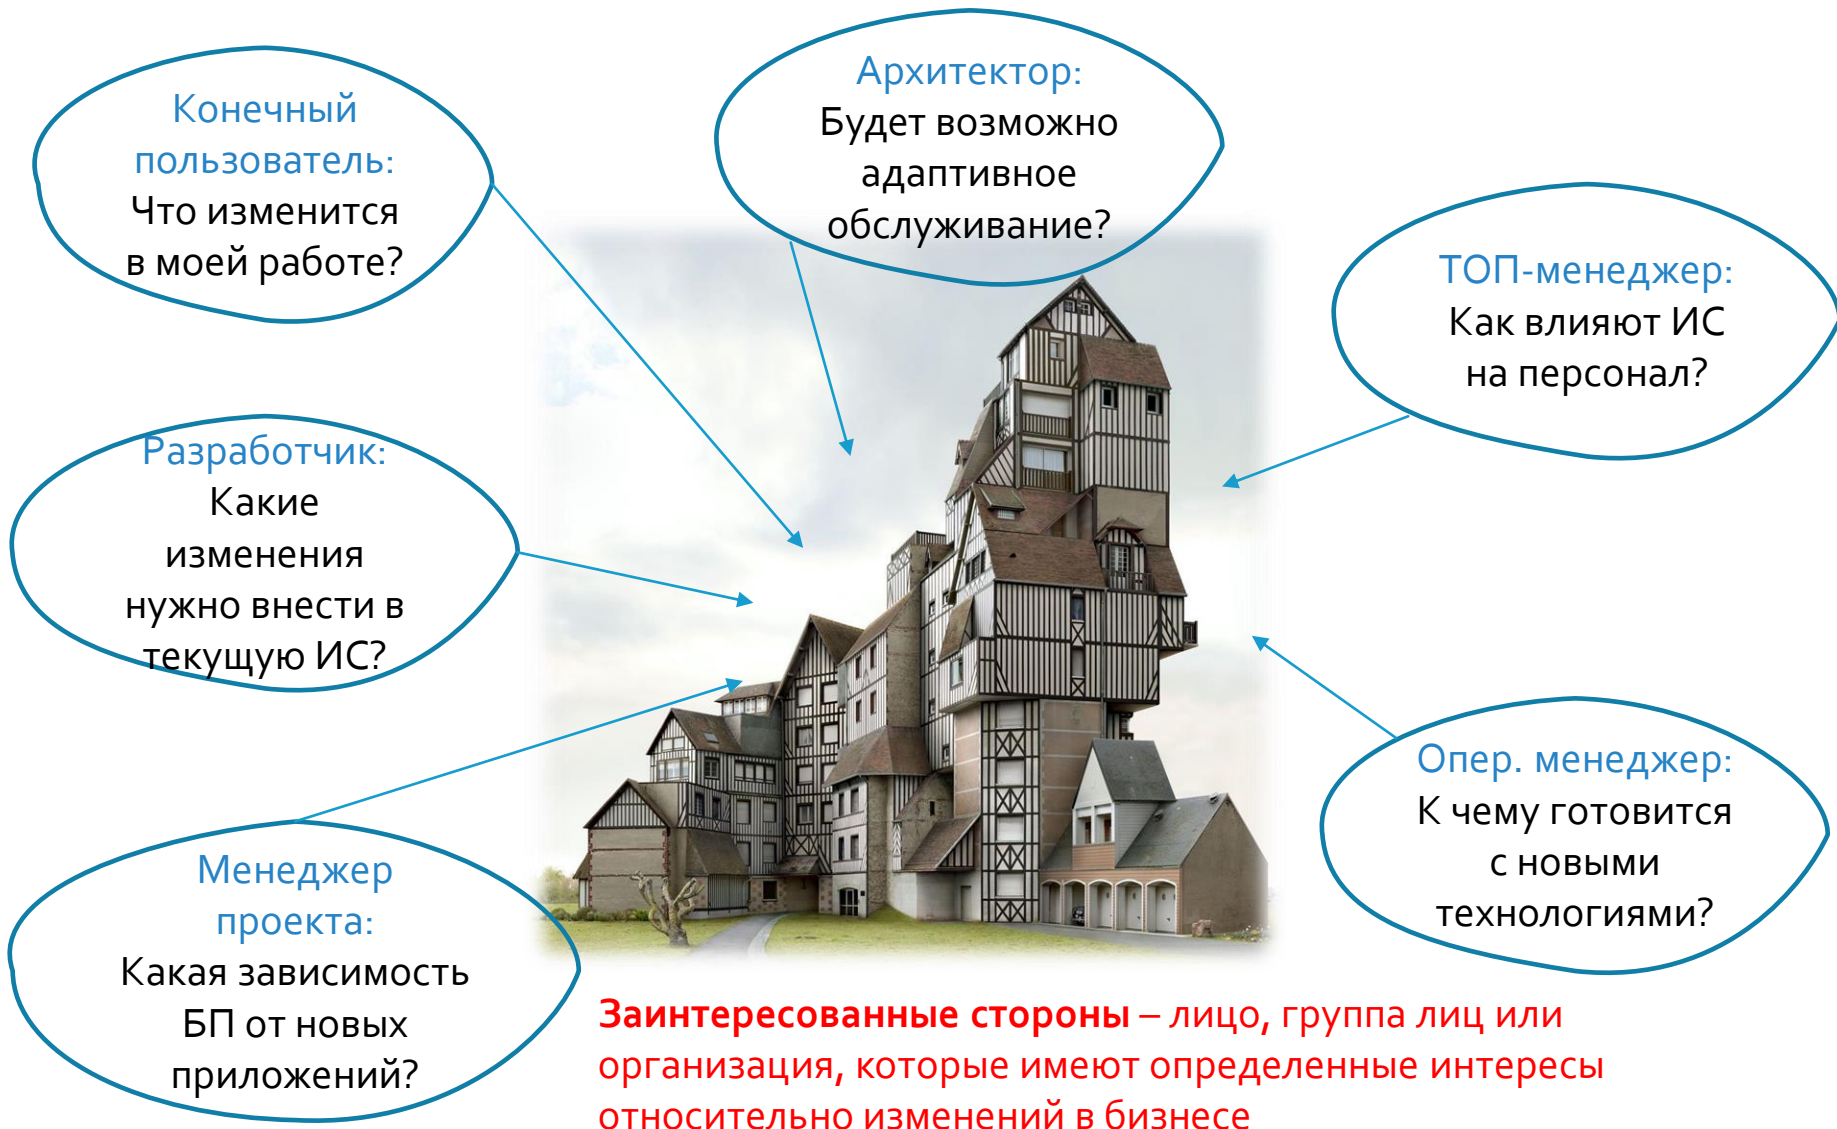 Конечный
пользователь:
Что изменится
в моей работе?
Архитектор:
Будет возможно
адаптивное
обслуживание?
ТОП-менеджер:
Как влияют ИС
на персонал?
Разработчик:
Какие
изменения
нужно внести в
текущую ИС?
Опер. менеджер:
К чему готовится
с новыми
технологиями?
Менеджер
проекта:
Какая зависимость
БП от новых
приложений?
Заинтересованные стороны – лицо, группа лиц или
организация, которые имеют определенные интересы
относительно изменений в бизнесе